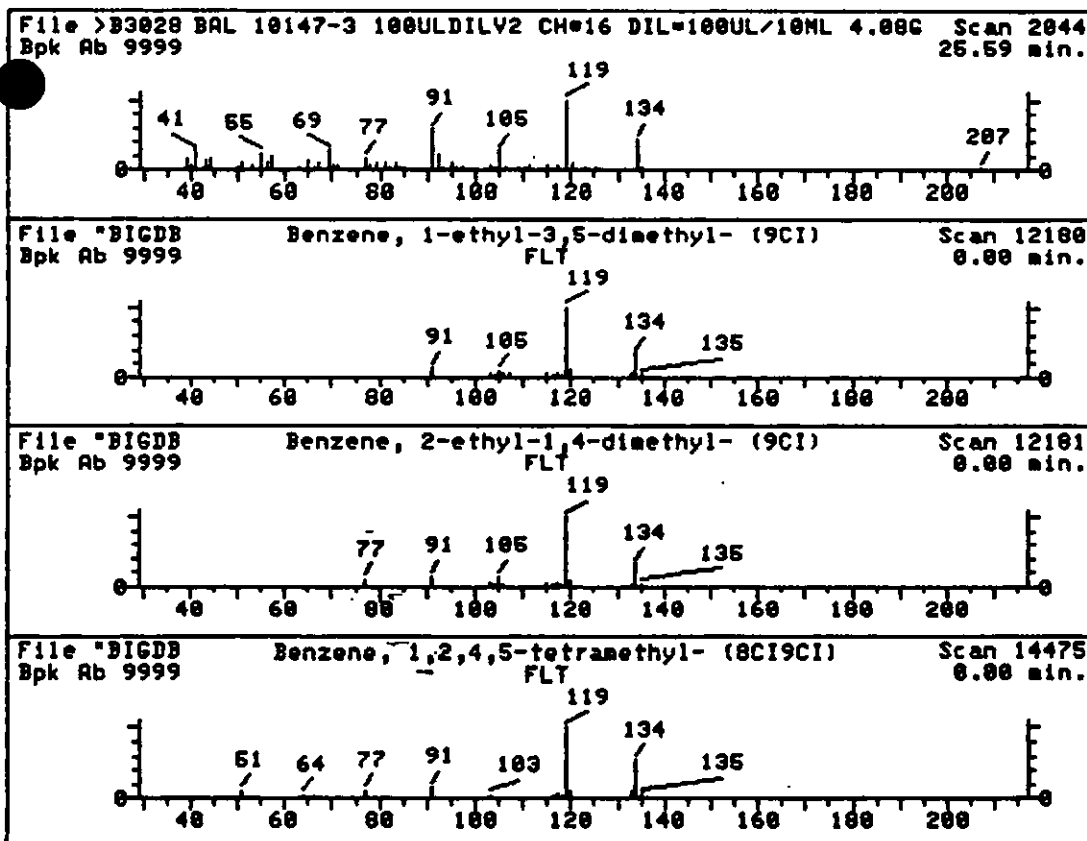 File >B3028 BAL 10147-3 100ULDILV2 CH#16 DIL=100UL/10ML 4.08G Scan 2044
Bpk Ab 9999 25.59 min.
119
91
134
41 55 69 77 105 207
0 0
40 60 80 100 120 140 160 180 200
File "BIGDB Benzene, 1-ethyl-3,5-dimethyl- (9CI) Scan 12180
Bpk Ab 9999 FLT 0.00 min.
119
134
91 105 135
0 0
40 60 80 100 120 140 160 180 200
File "BIGDB Benzene, 2-ethyl-1,4-dimethyl- (9CI) Scan 12181
Bpk Ab 9999 FLT 0.00 min.
119
134
77 91 105 135
0 0
40 60 80 100 120 140 160 180 200
File "BIGDB Benzene, 1,2,4,5-tetramethyl- (8CI9CI) Scan 14475
Bpk Ab 9999 FLT 0.00 min.
119
134
51 64 77 91 103 135
0 0
40 60 80 100 120 140 160 180 200